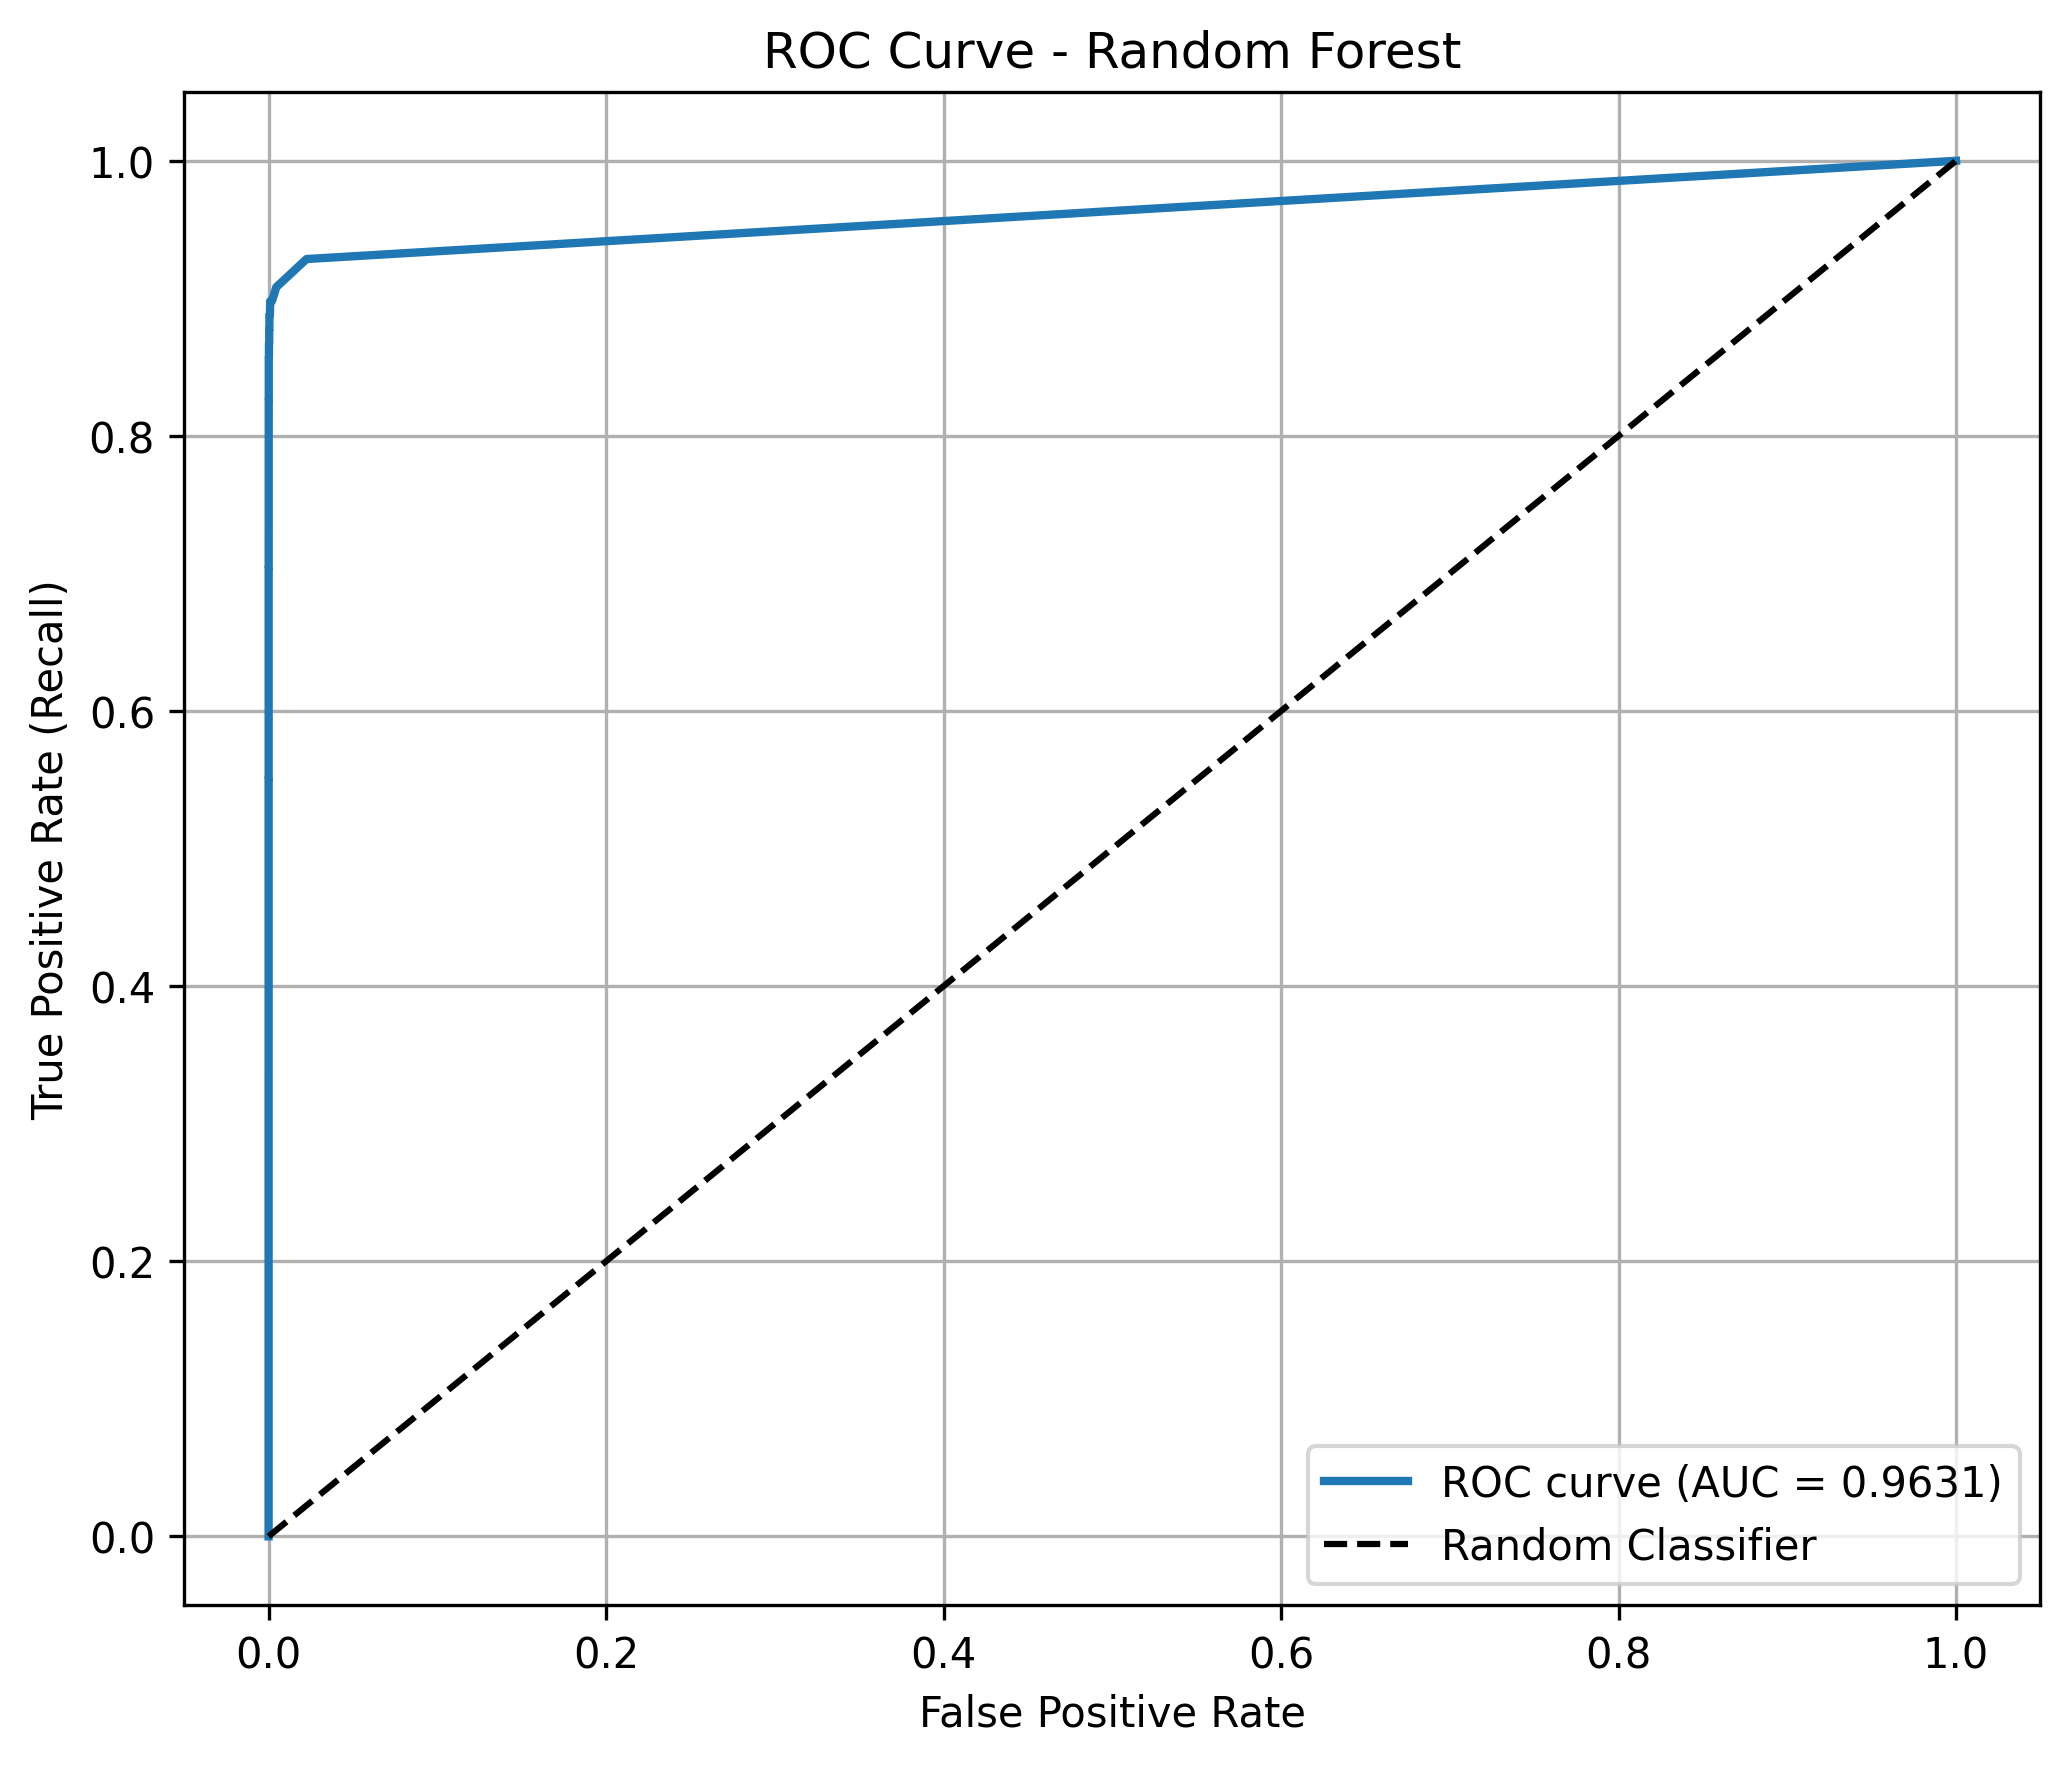 ROC Curve - Random Forest
1.0
0.8
0.6
0.4
0.2
0.0
True Positive Rate (Recall)
ROC curve (AUC = 0.9631)
Random Classifier
0.0 0.2 0.4 0.6 0.8 1.0
False Positive Rate